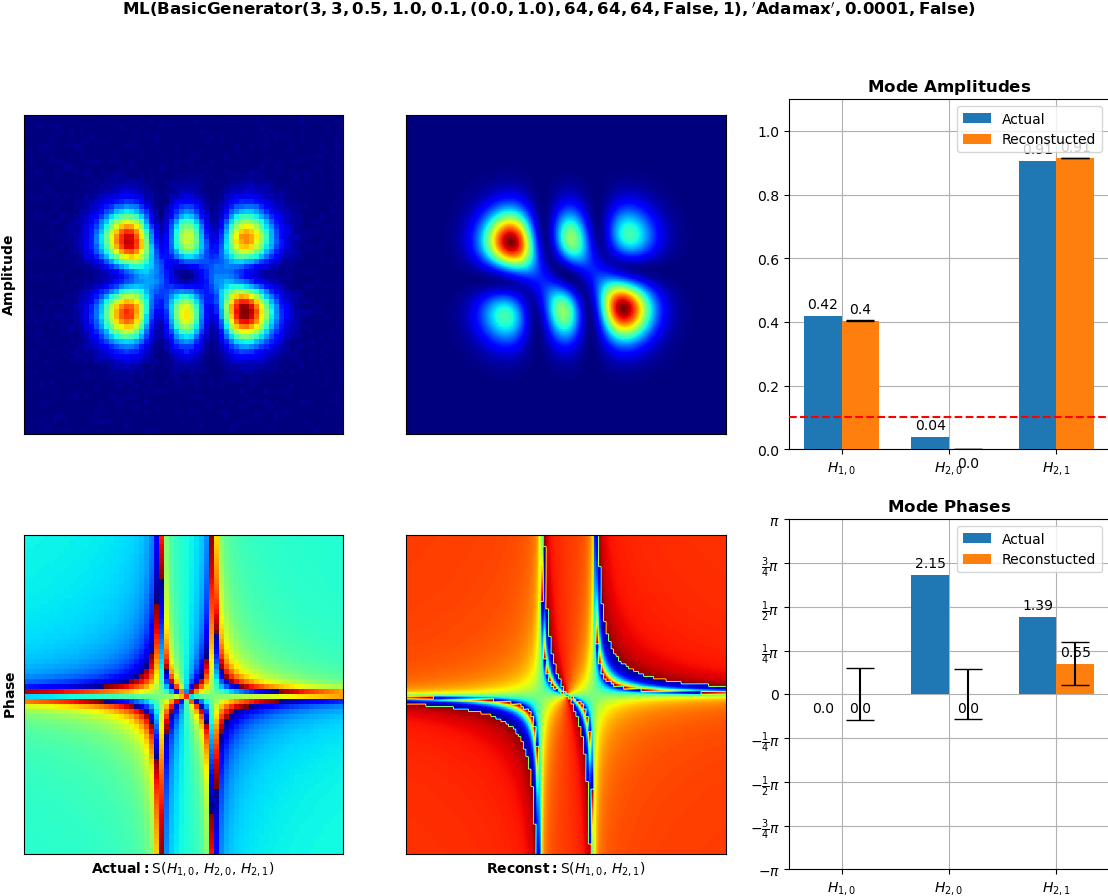 ML(BasicGenerator(3, 3, 0.5, 1.0, 0.1, (0.0, 1.0), 64, 64, 64, False, 1), ′Adamax′, 0.0001, False)
Amplitude
Mode Amplitudes
Actual
Reconstucted
1.0
0.8
0.6
0.4
0.2
0.0
0.42
0.4
0.04
0.0
0.91
0.91
H1,0
H2,0
H2,1
Phase
Actual: S(H1,0, H2,0, H2,1)
Reconst: S(H1,0, H2,1)
Mode Phases
Actual
Reconstucted
π
3/4π
1/2π
1/4π
0
−1/4π
−1/2π
−3/4π
−π
0.0
0.0
2.15
0.0
1.39
0.55
H1,0
H2,0
H2,1